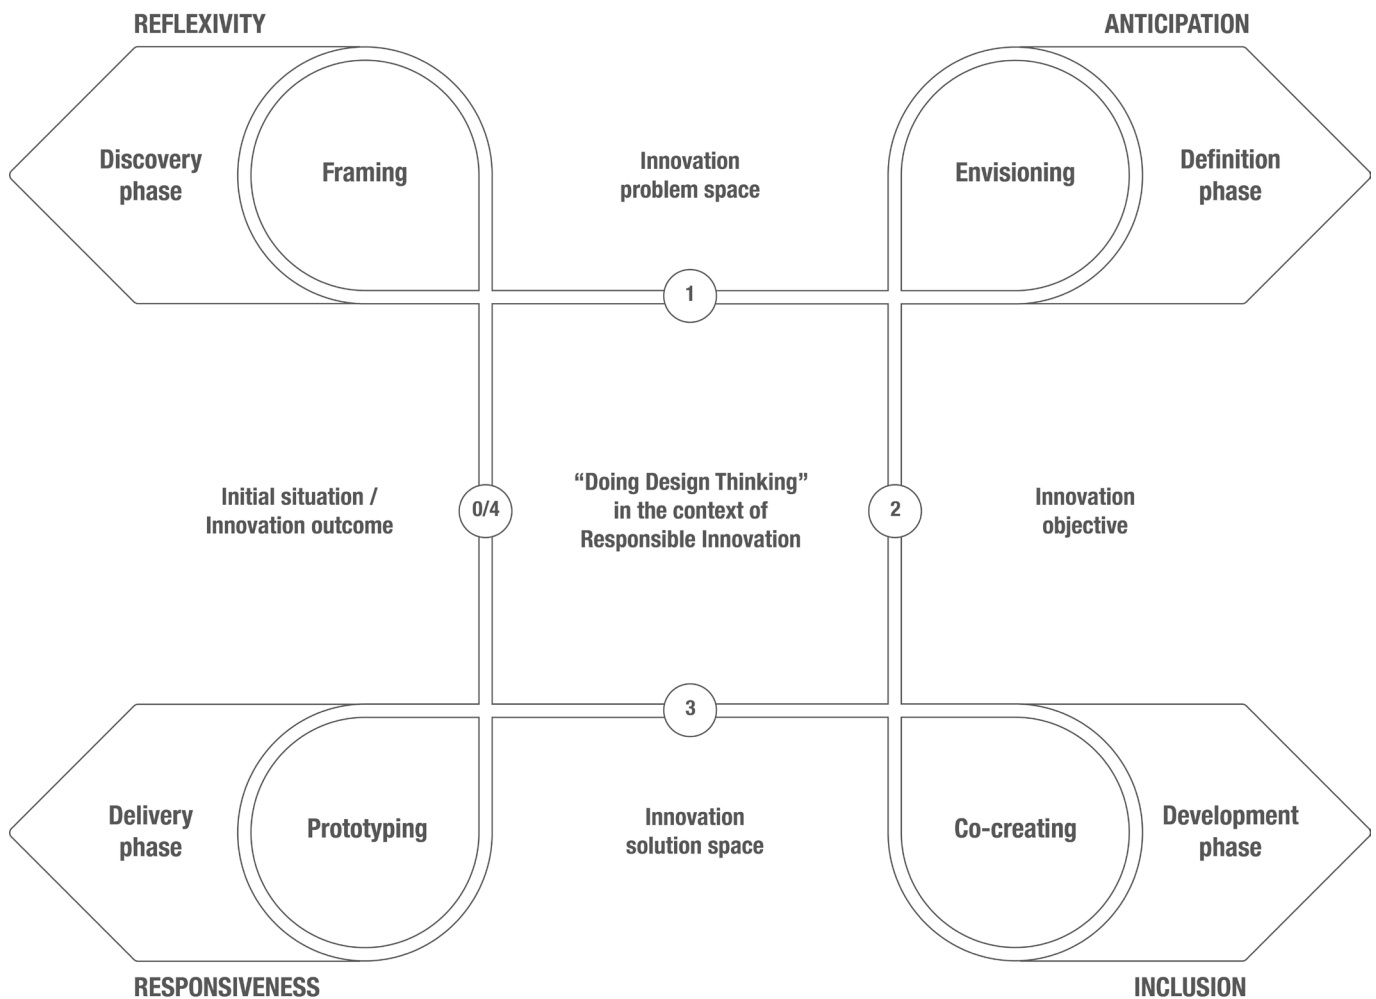 REFLEXIVITY
ANTICIPATION
Discovery
phase
Framing
Innovation
problem space
Envisioning
Definition
phase
1
Initial situation /
Innovation outcome
0/4
“Doing Design Thinking”
in the context of
Responsible Innovation
2
Innovation
objective
3
Delivery
phase
Prototyping
Innovation
solution space
Co-creating
Development
phase
RESPONSIVENESS
INCLUSION